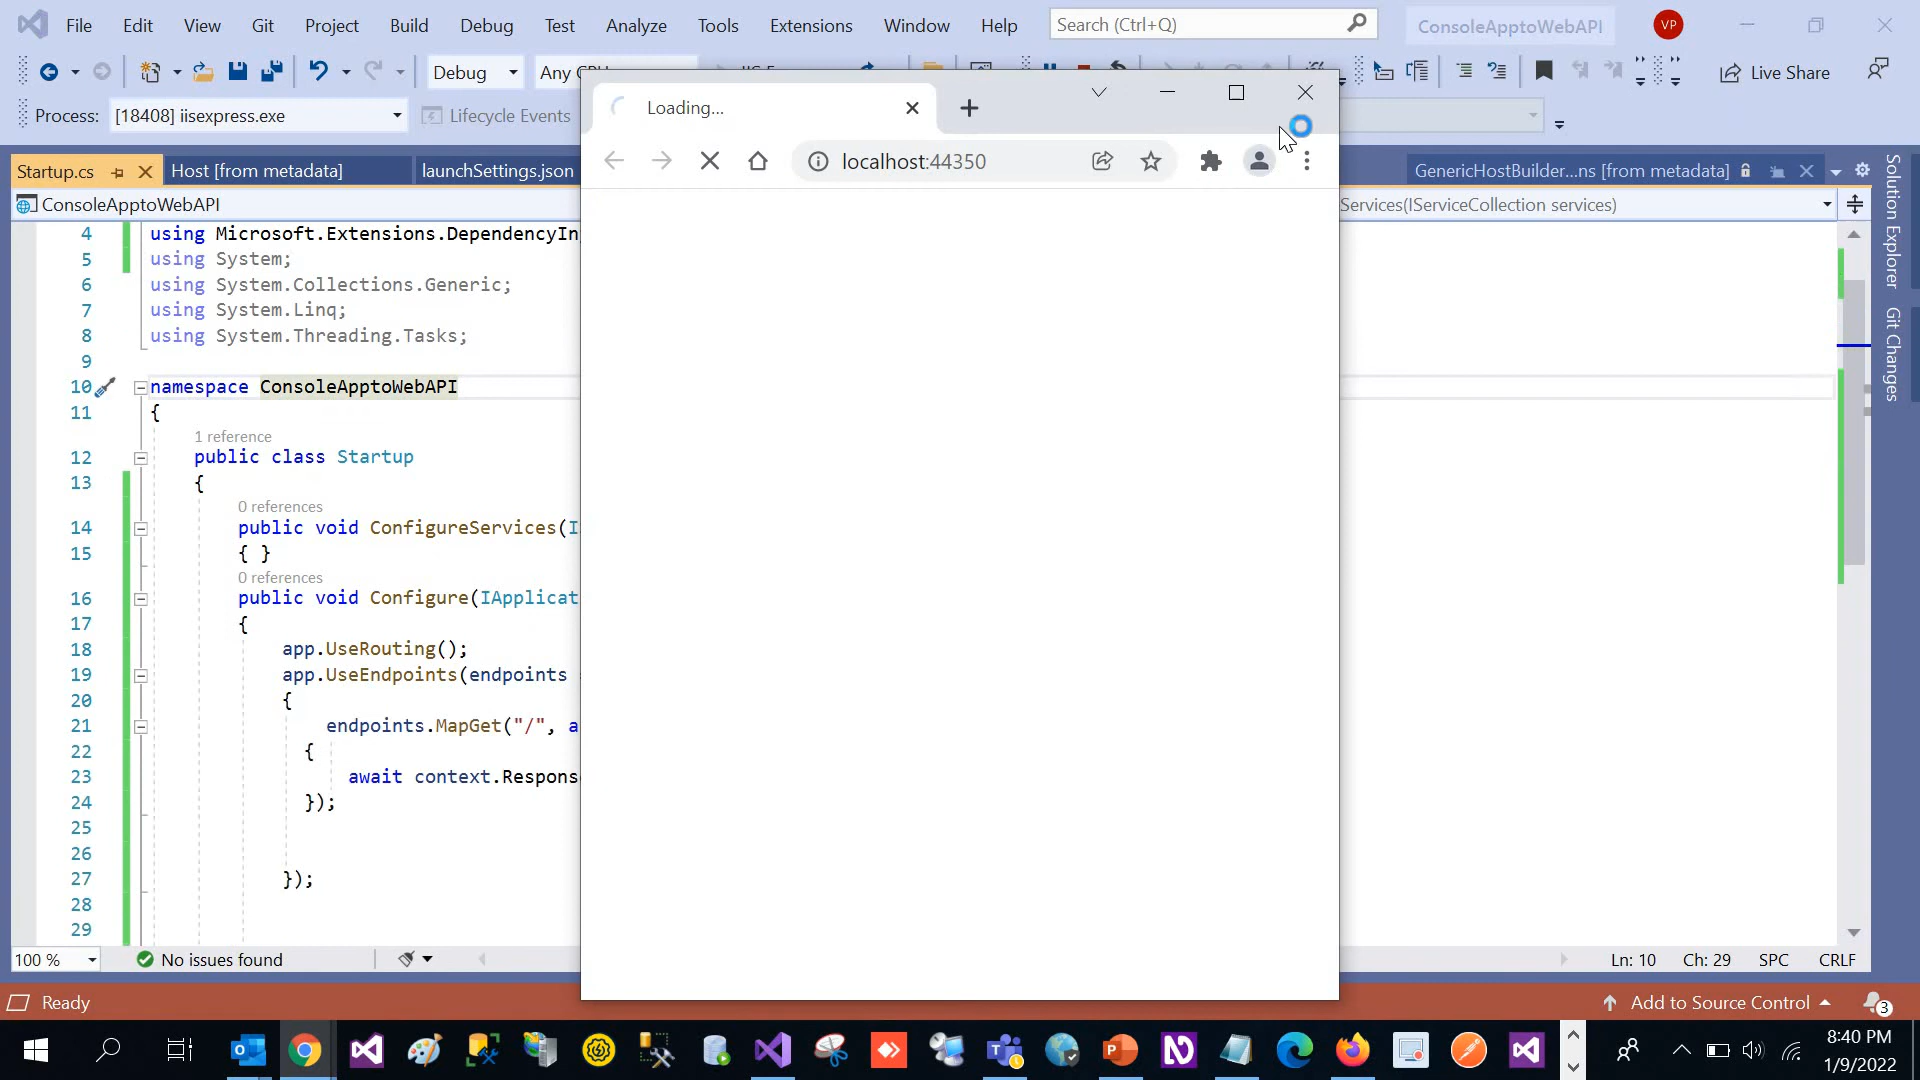 File Edit View Git Project Build Debug Test Analyze Tools Extensions Window Help Search (Ctrl+Q) ConsoleApptoWebAPI VP
Debug Any Live Share
Process: [18408] iisexpress.exe Lifecycle Events
Loading...
localhost:44350
Startup.cs Host [from metadata] launchSettings.json GenericHostBuilder...ns [from metadata]
ConsoleApptoWebAPI Services(IServiceCollection services)
4 using Microsoft.Extensions.DependencyIn
5 using System;
6 using System.Collections.Generic;
7 using System.Linq;
8 using System.Threading.Tasks;
9
10 namespace ConsoleApptoWebAPI
11 {
1 reference
12 public class Startup
13 {
0 references
14 public void ConfigureServices(I
15 { }
0 references
16 public void Configure(IApplicat
17 {
18 app.UseRouting();
19 app.UseEndpoints(endpoints
20 {
21 endpoints.MapGet("/", a
22 {
23 await context.Respons
24 });
25
26
27 });
28
29
Solution Explorer
Git Changes
100 % No issues found Ln: 10 Ch: 29 SPC CRLF
Ready Add to Source Control 3
8:40 PM
1/9/2022